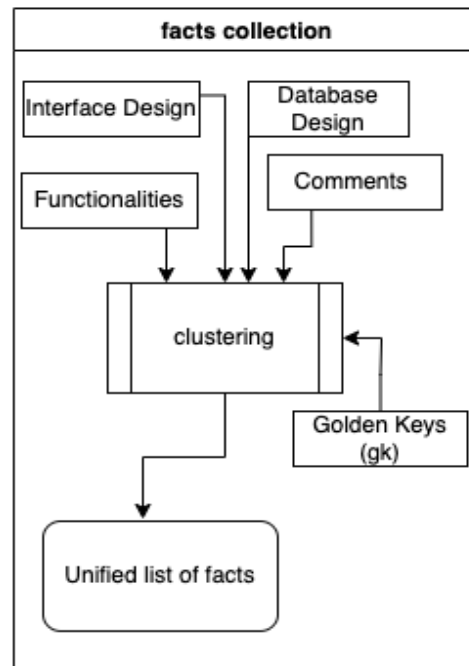 facts collection
Interface Design
Database
Design
Functionalities
Comments
clustering
Golden Keys
(gk)
Unified list of facts